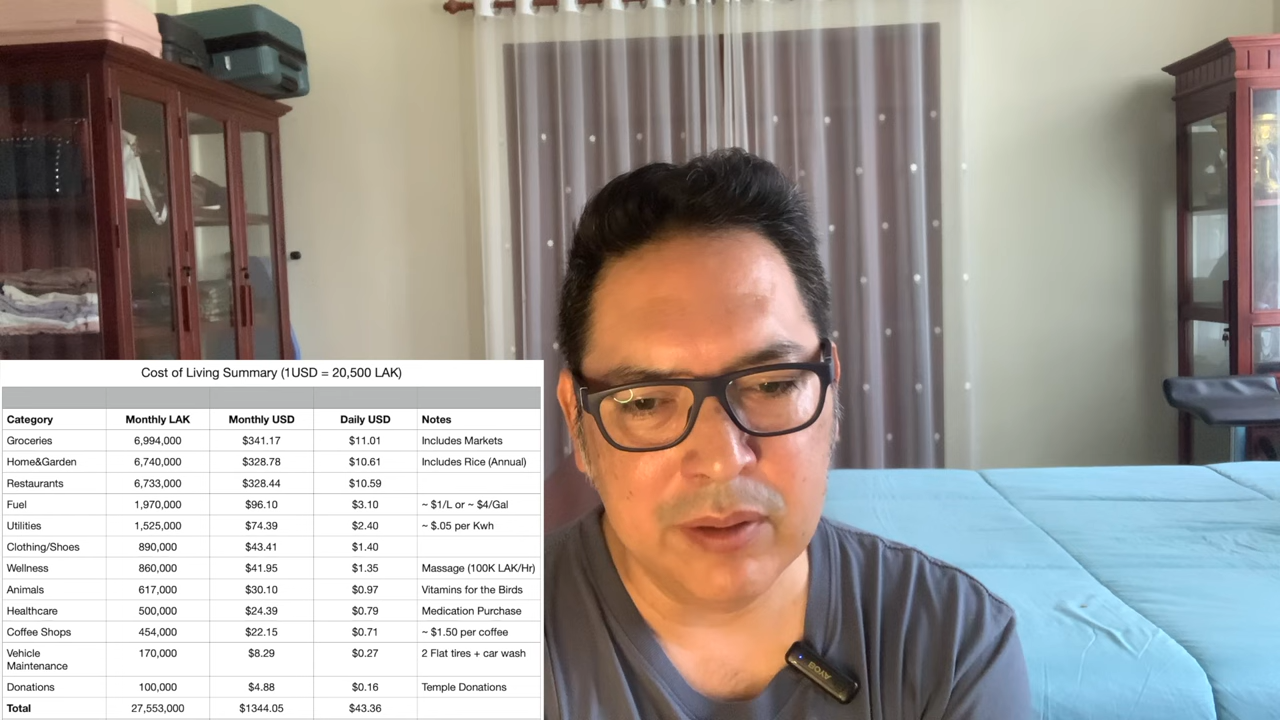 Cost of Living Summary (1USD = 20,500 LAK)
Category Monthly LAK Monthly USD Daily USD Notes
Groceries 6,994,000 $341.17 $11.01 Includes Markets
Home&Garden 6,740,000 $328.78 $10.61 Includes Rice (Annual)
Restaurants 6,733,000 $328.44 $10.59
Fuel 1,970,000 $96.10 $3.10 ~ $1/L or ~ $4/Gal
Utilities 1,525,000 $74.39 $2.40 ~ $.05 per Kwh
Clothing/Shoes 890,000 $43.41 $1.40
Wellness 860,000 $41.95 $1.35 Massage (100K LAK/Hr)
Animals 617,000 $30.10 $0.97 Vitamins for the Birds
Healthcare 500,000 $24.39 $0.79 Medication Purchase
Coffee Shops 454,000 $22.15 $0.71 ~ $1.50 per coffee
Vehicle Maintenance 170,000 $8.29 $0.27 2 Flat tires + car wash
Donations 100,000 $4.88 $0.16 Temple Donations
Total 27,553,000 $1344.05 $43.36